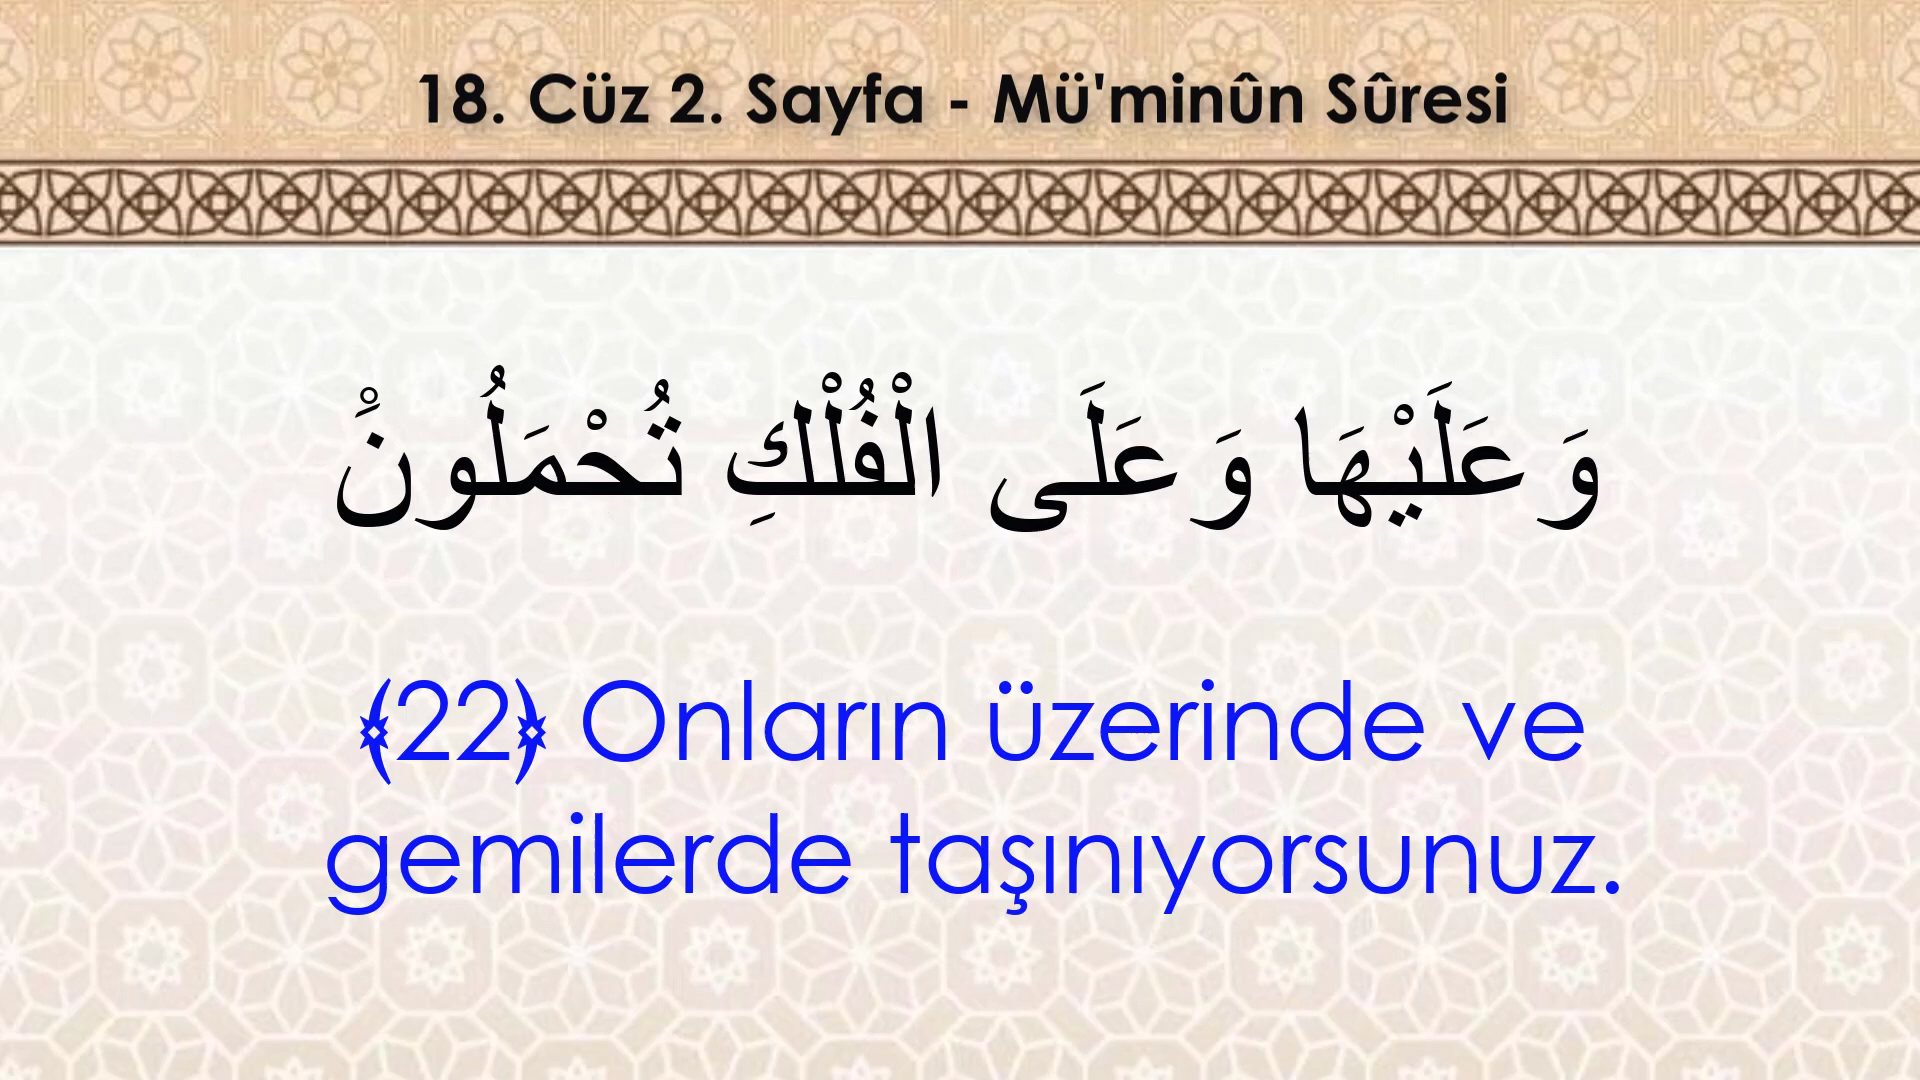 18. Cüz 2. Sayfa - Mü'minûn Sûresi
وَعَلَيْهَا وَعَلَى الْفُلْكِ تُحْمَلُونَْ
﴾22﴿ Onların üzerinde ve
gemilerde taşınıyorsunuz.